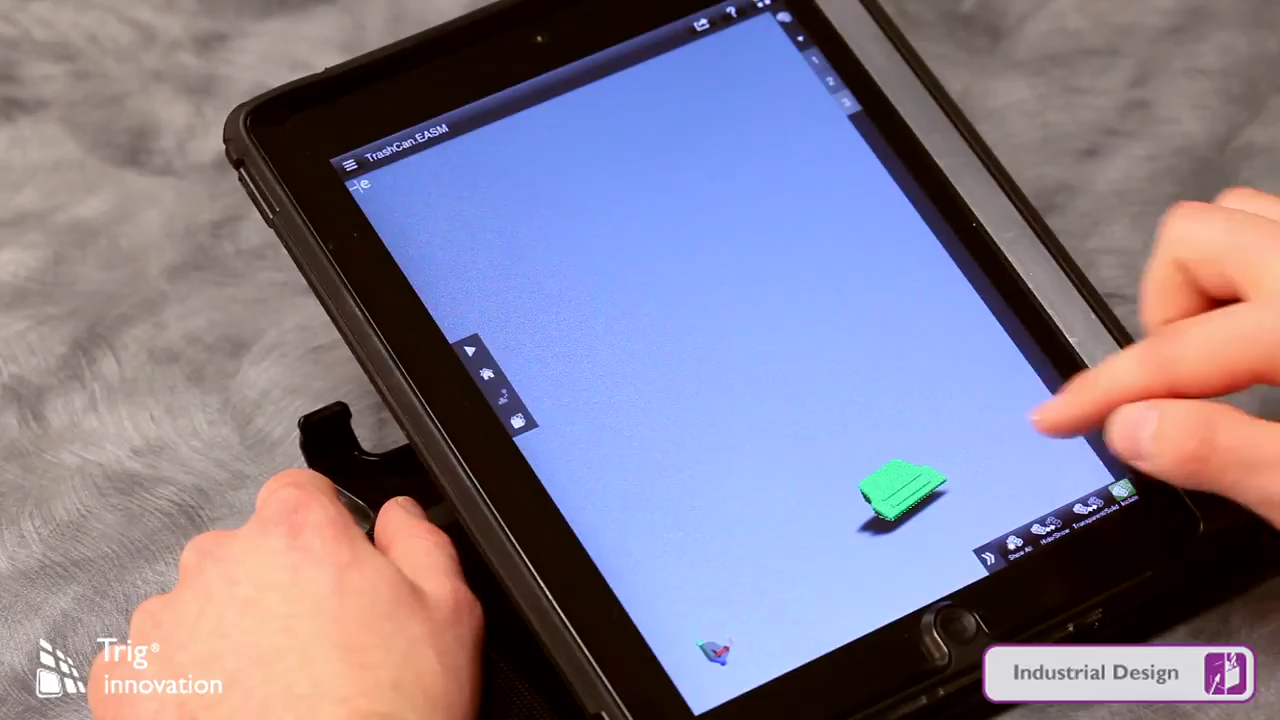 ?
TrashCan.EASM
e
1
2
3
Show All
Hide/Show
Transparent/Solid
Isolate
Trig®
innovation
Industrial Design